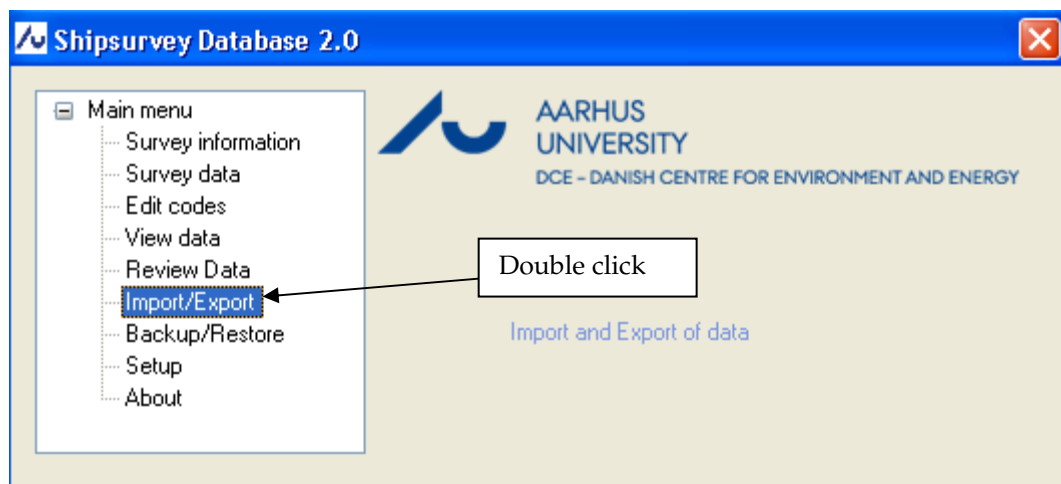 Shipsurvey Database 2.0
Main menu
Survey information
Survey data
Edit codes
View data
Review Data
Import/Export
Backup/Restore
Setup
About
AARHUS
UNIVERSITY
DCE – DANISH CENTRE FOR ENVIRONMENT AND ENERGY
Double click
Import and Export of data